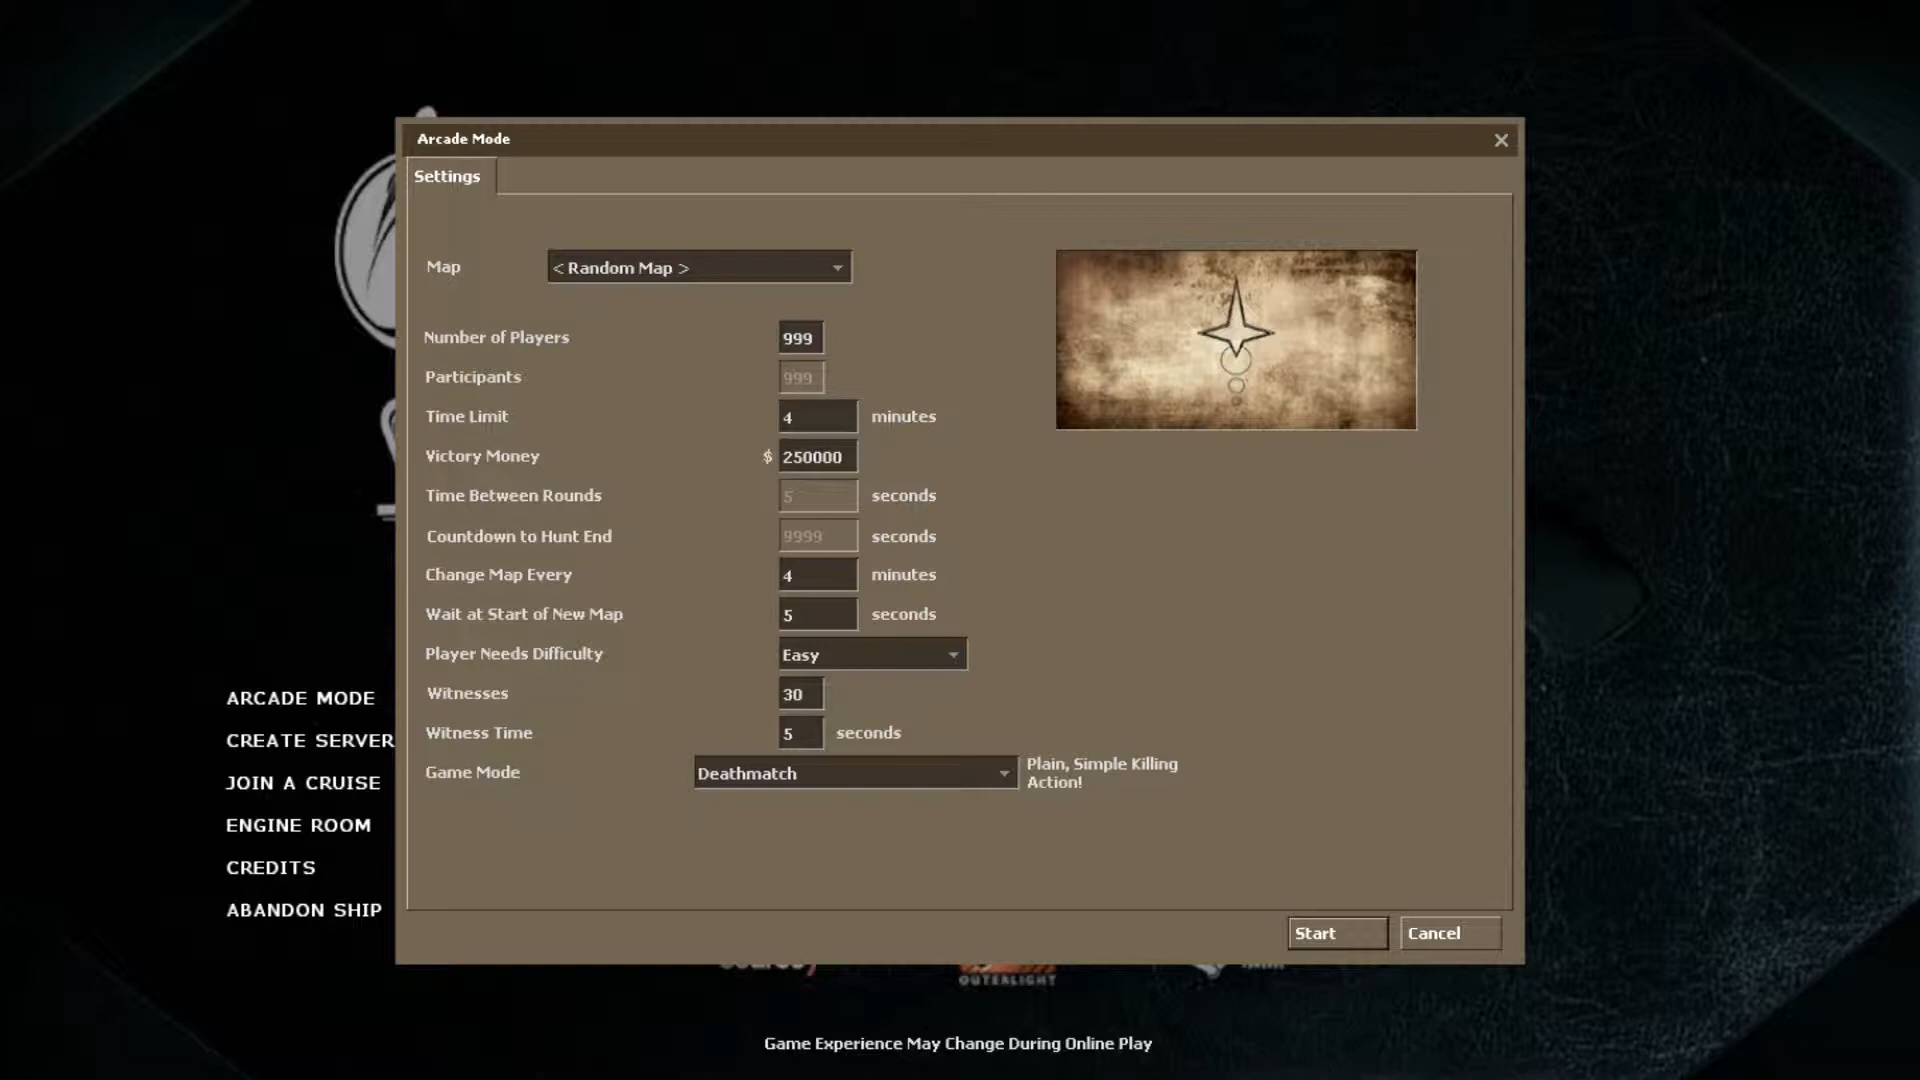 Arcade Mode
Settings
Map < Random Map >
Number of Players 999
Participants 999
Time Limit 4 minutes
Victory Money $ 250000
Time Between Rounds 5 seconds
Countdown to Hunt End 9999 seconds
Change Map Every 4 minutes
Wait at Start of New Map 5 seconds
Player Needs Difficulty Easy
Witnesses 30
Witness Time 5 seconds
Game Mode Deathmatch Plain, Simple Killing
Action!
ARCADE MODE
CREATE SERVER
JOIN A CRUISE
ENGINE ROOM
CREDITS
ABANDON SHIP
Start Cancel
OUTERLIGHT
Game Experience May Change During Online Play